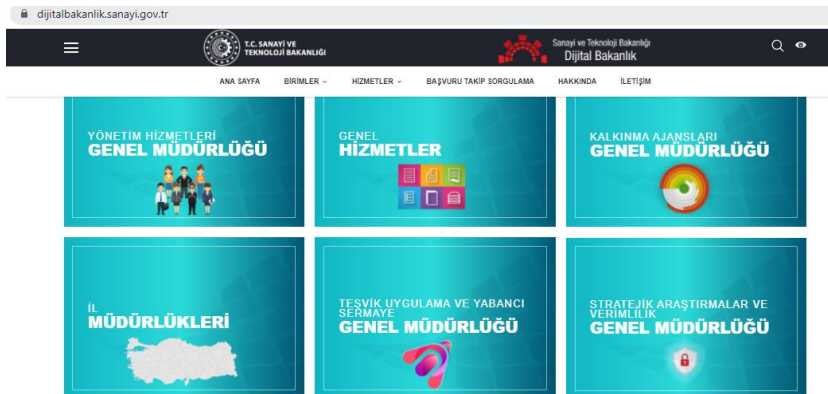 dijitalbakanlik.sanayi.gov.tr
T.C. SANAYİ VE
TEKNOLOJİ BAKANLIĞI
Sanayi ve Teknoloji Bakanlığı
Dijital Bakanlık
ANA SAYFA BİRİMLER HİZMETLER BAŞVURU TAKİP SORGULAMA HAKKINDA İLETİŞİM
YÖNETİM HİZMETLERİ
GENEL MÜDÜRLÜĞÜ
GENEL
HİZMETLER
KALKINMA AJANSLARI
GENEL MÜDÜRLÜĞÜ
İL
MÜDÜRLÜKLERİ
TEŞVİK UYGULAMA VE YABANCI
SERMAYE
GENEL MÜDÜRLÜĞÜ
STRATEJİK ARAŞTIRMALAR VE
VERİMLİLİK
GENEL MÜDÜRLÜĞÜ